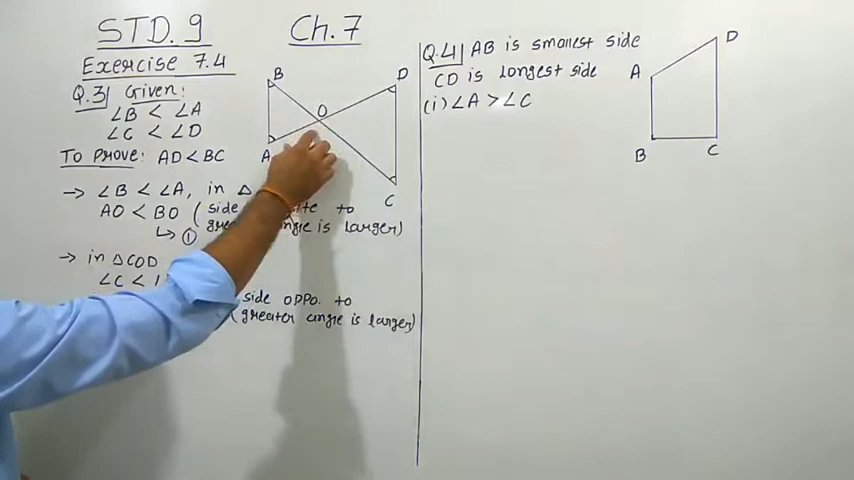 STD. 9
Ch. 7
Exercise 7.4
Q.3| Given:
∠B < ∠A
∠C < ∠D
To Prove: AD < BC
→ ∠B < ∠A, in Δ
AO < BO (side to
↳ ① angle is larger)
→ in ΔCOD
∠C <
side oppo. to
(greater angle is larger)
B
D
O
A
C
Q.4| AB is smallest side
CD is longest side
(i) ∠A > ∠C
A
D
B
C